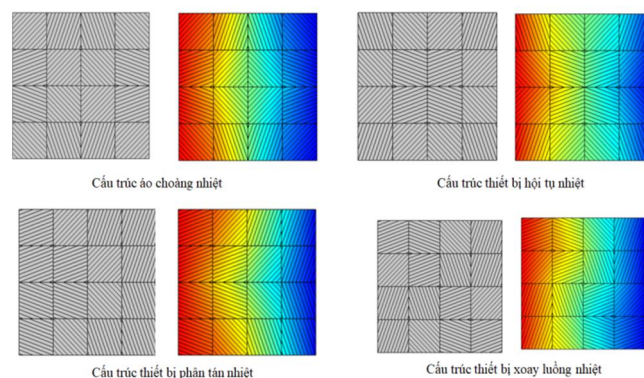 Cấu trúc áo choàng nhiệt
Cấu trúc thiết bị hội tụ nhiệt
Cấu trúc thiết bị phân tán nhiệt
Cấu trúc thiết bị xoay luồng nhiệt